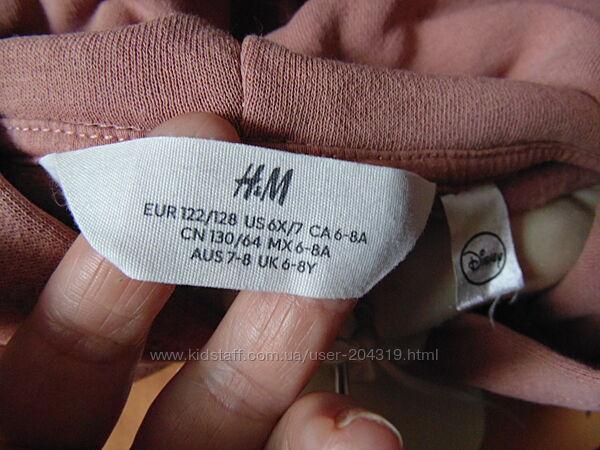 H&M
EUR 122/128 US 6X/7 CA 6-8A
CN 130/64 MX 6-8A
AUS 7-8 UK 6-8Y
Disney
www.kidstaff.com.ua/user-204319.html